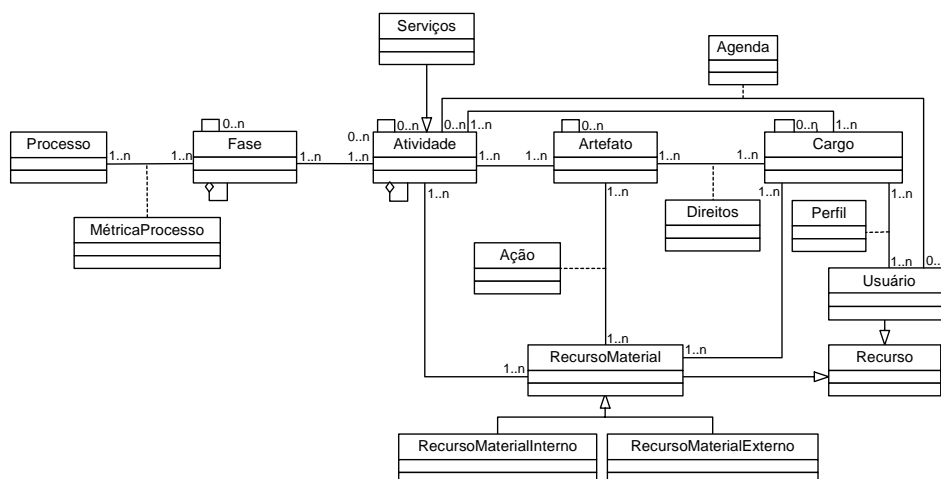 Serviços
Agenda
0..n
0..n
0..n
0..n
1..n
0..n
0..n
1..n
Processo
Fase
Atividade
Artefato
Cargo
1..n
1..n
1..n
1..n
1..n
1..n
1..n
1..n
MétricaProcesso
Direitos
Perfil
1..n
1..n
1..n
1..n
Ação
1..n
0..
Usuário
1..n
RecursoMaterial
1..n
1..n
Recurso
RecursoMaterialInterno
RecursoMaterialExterno